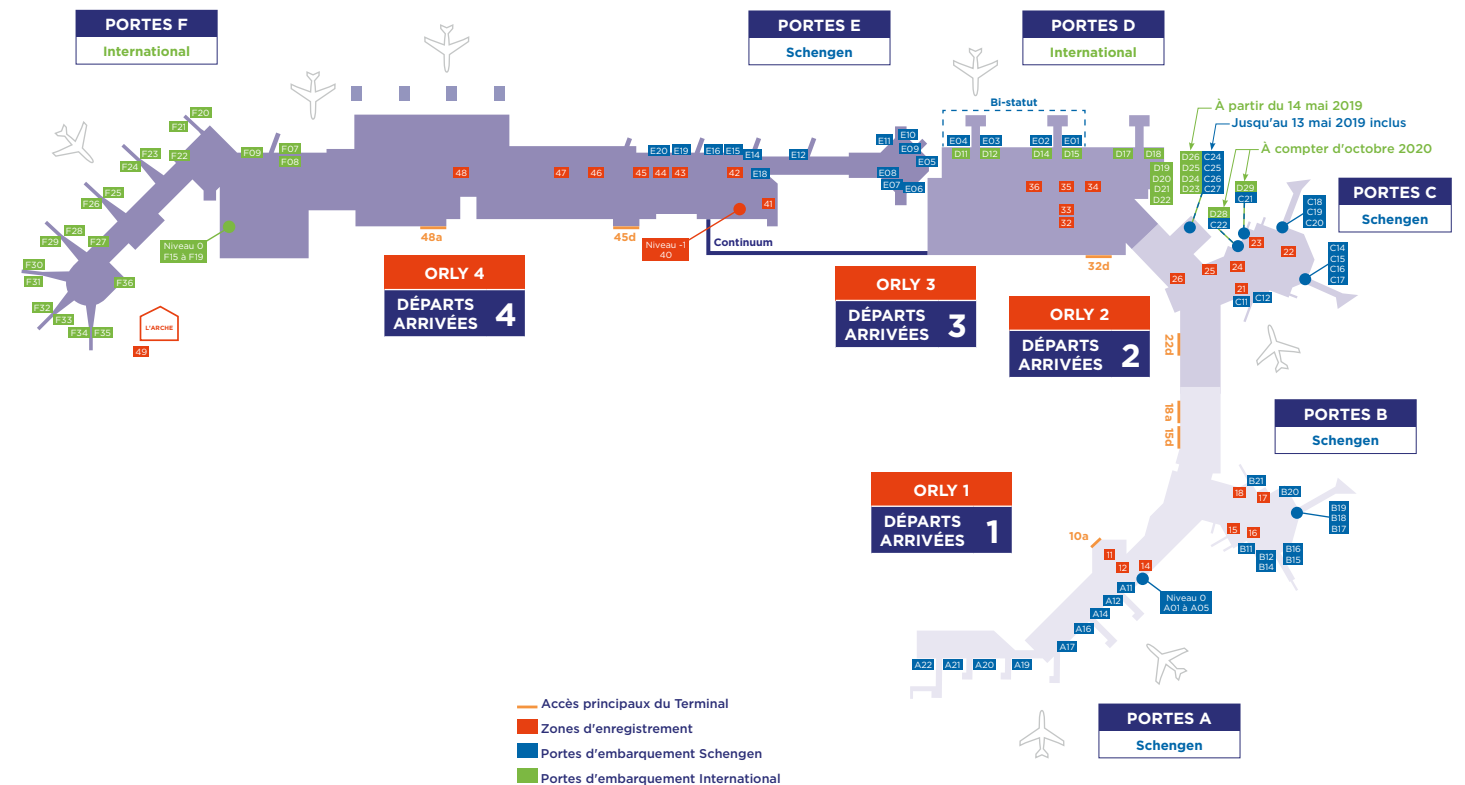 PORTES F
International
PORTES E
Schengen
PORTES D
International
Bi-statut
À partir du 14 mai 2019
Jusqu'au 13 mai 2019 inclus
À compter d'octobre 2020
PORTES C
Schengen
F20
F21
F22
F23
F24
F25
F26
F28
F27
F29
F30
F31
F32
F33
F34
F35
F36
F09
F07
F08
Niveau 0
F15 à F19
L'ARCHE
49
48
47
46
45
44
43
42
41
E20
E19
E16
E15
E14
E18
E12
E11
E10
E09
E05
E08
E07
E06
E04
E03
E02
E01
D11
D12
D14
D15
D17
D18
D19
D20
D21
D22
D26
D25
D24
D23
C24
C25
C26
C27
D29
C21
D28
C22
C18
C19
C20
C14
C15
C16
C17
36
35
34
33
32
26
25
24
23
22
21
C11
C12
48a
45d
Niveau -1
40
Continuum
32d
22d
18a
15d
ORLY 4
DÉPARTS
ARRIVÉES
4
ORLY 3
DÉPARTS
ARRIVÉES
3
ORLY 2
DÉPARTS
ARRIVÉES
2
PORTES B
Schengen
ORLY 1
DÉPARTS
ARRIVÉES
1
B21
B20
18
17
15
16
B19
B18
B17
B11
B12
B14
B16
B15
10a
11
12
14
A11
A12
A14
A16
A17
Niveau 0
A01 à A05
A22
A21
A20
A19
PORTES A
Schengen
Accès principaux du Terminal
Zones d'enregistrement
Portes d'embarquement Schengen
Portes d'embarquement International